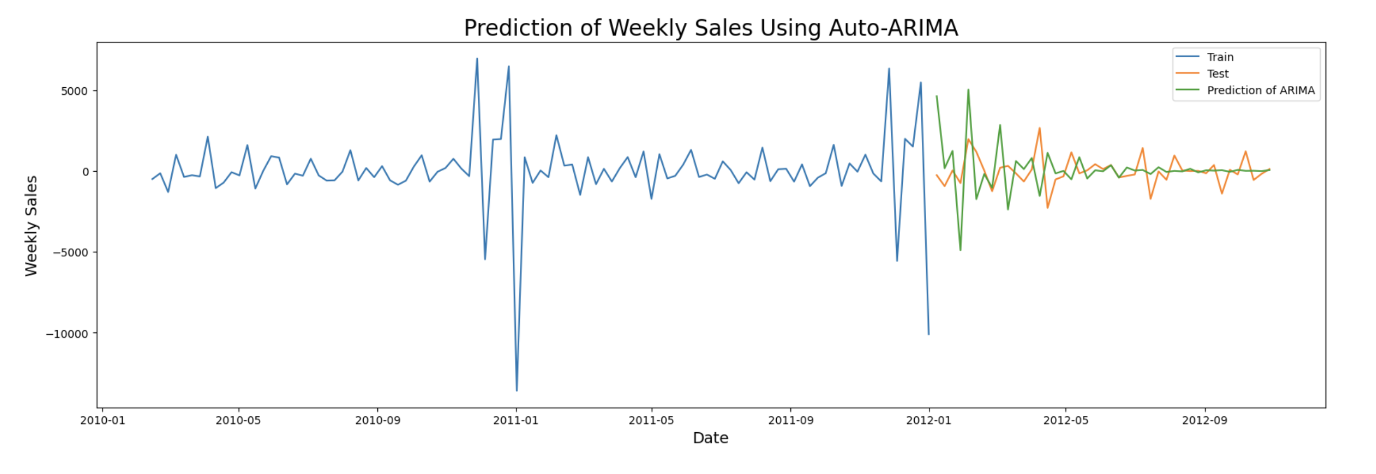 Prediction of Weekly Sales Using Auto-ARIMA
Train
Test
Prediction of ARIMA
5000
0
−5000
−10000
Weekly Sales
2010-01 2010-05 2010-09 2011-01 2011-05 2011-09 2012-01 2012-05 2012-09
Date